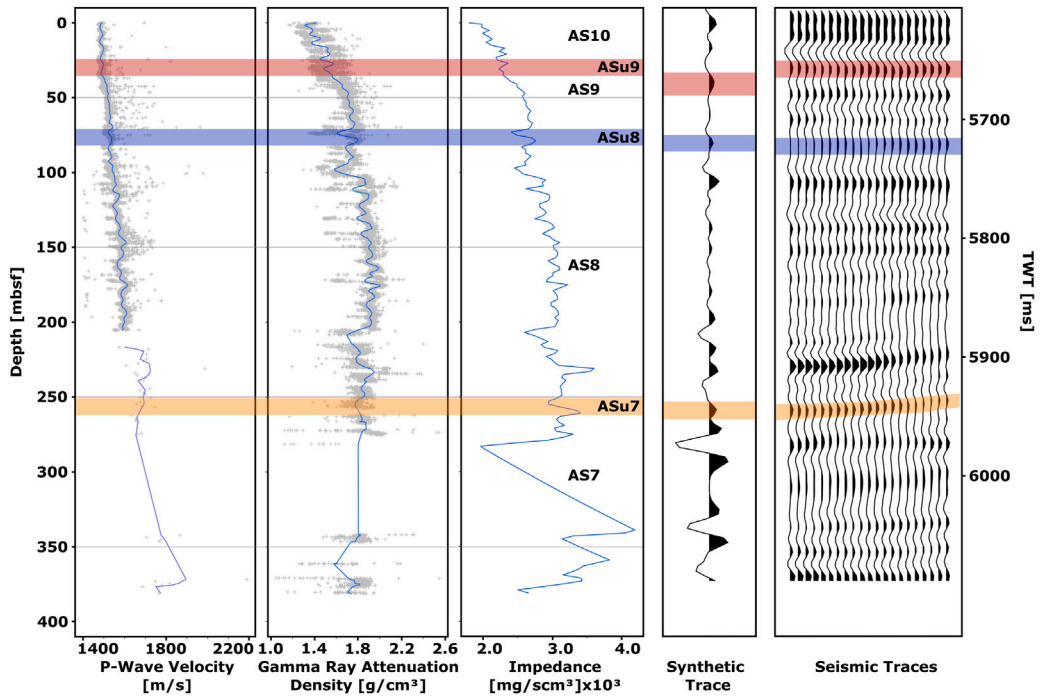 0
50
100
150
200
250
300
350
400
Depth [mbsf]
AS10
ASu9
AS9
ASu8
AS8
ASu7
AS7
5700
5800
5900
6000
TWT [ms]
1400 1800 2200
1.0 1.4 1.8 2.2 2.6
2.0 3.0 4.0
P-Wave Velocity
[m/s]
Gamma Ray Attenuation
Density [g/cm³]
Impedance
[mg/scm³]x10³
Synthetic
Trace
Seismic Traces